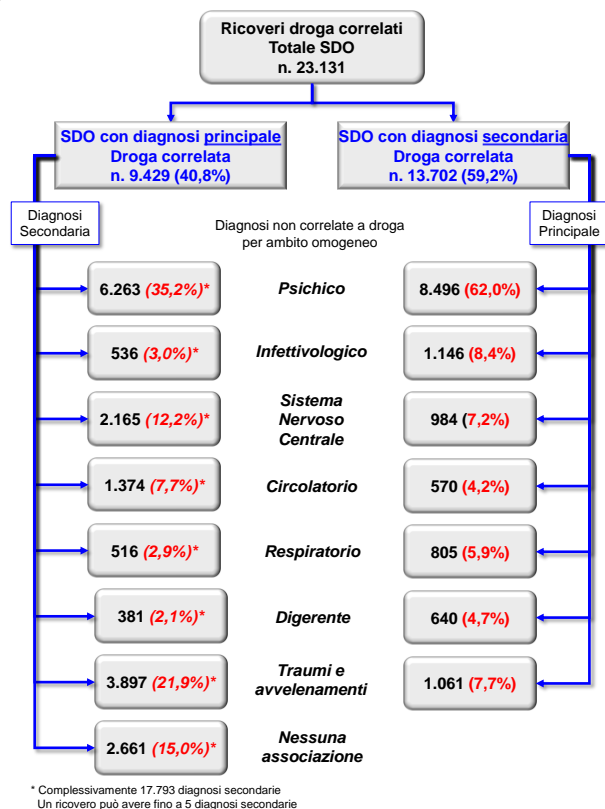 Ricoveri droga correlati
Totale SDO
n. 23.131
SDO con diagnosi principale
Droga correlata
n. 9.429 (40,8%)
SDO con diagnosi secondaria
Droga correlata
n. 13.702 (59,2%)
Diagnosi
Secondaria
Diagnosi non correlate a droga
per ambito omogeneo
Diagnosi
Principale
6.263 (35,2%)*
Psichico
8.496 (62,0%)
536 (3,0%)*
Infettivologico
1.146 (8,4%)
2.165 (12,2%)*
Sistema
Nervoso
Centrale
984 (7,2%)
1.374 (7,7%)*
Circolatorio
570 (4,2%)
516 (2,9%)*
Respiratorio
805 (5,9%)
381 (2,1%)*
Digerente
640 (4,7%)
3.897 (21,9%)*
Traumi e
avvelenamenti
1.061 (7,7%)
2.661 (15,0%)*
Nessuna
associazione
* Complessivamente 17.793 diagnosi secondarie
Un ricovero può avere fino a 5 diagnosi secondarie